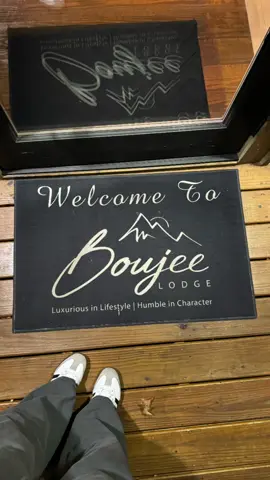 Welcome To
Boujee
LODGE
Luxurious in Lifestyle | Humble in Character